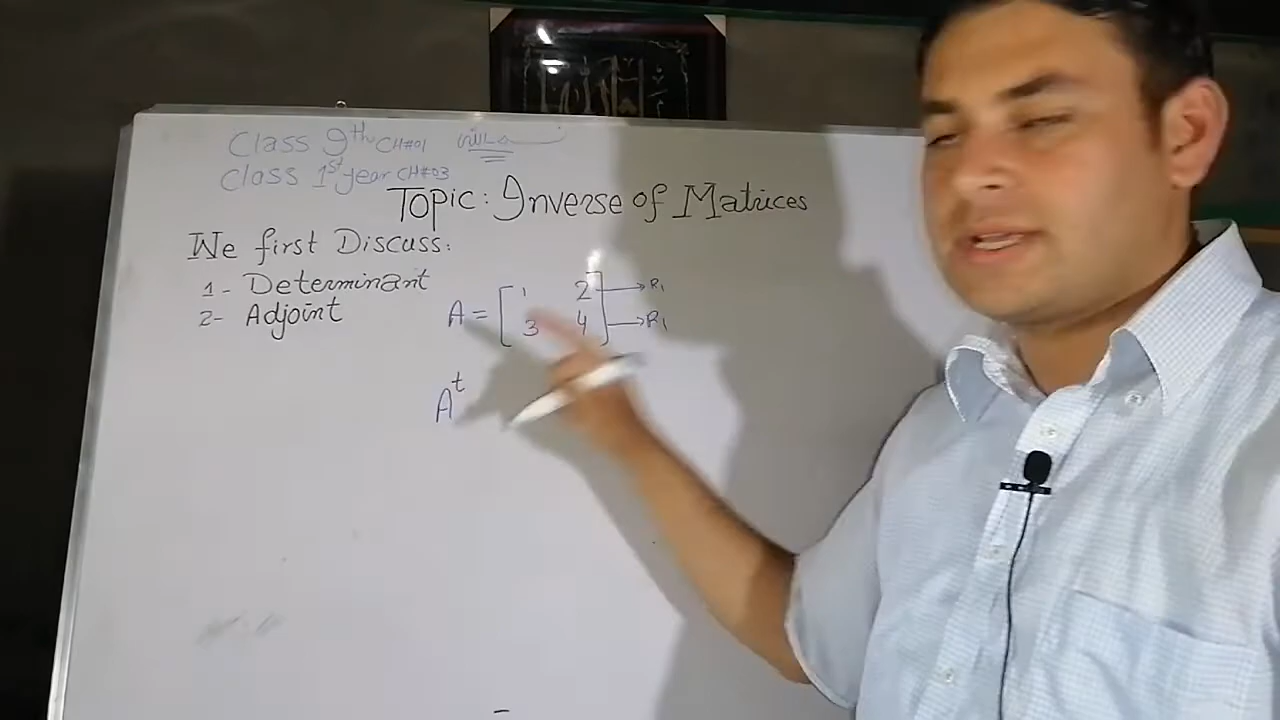 Class 9th CH#01
Class 1st year CH#03
Topic: Inverse of Matrices
We first Discuss:
1- Determinant
2- Adjoint
A = [ 1 2 ] → R1
[ 3 4 ] → R1
A^t